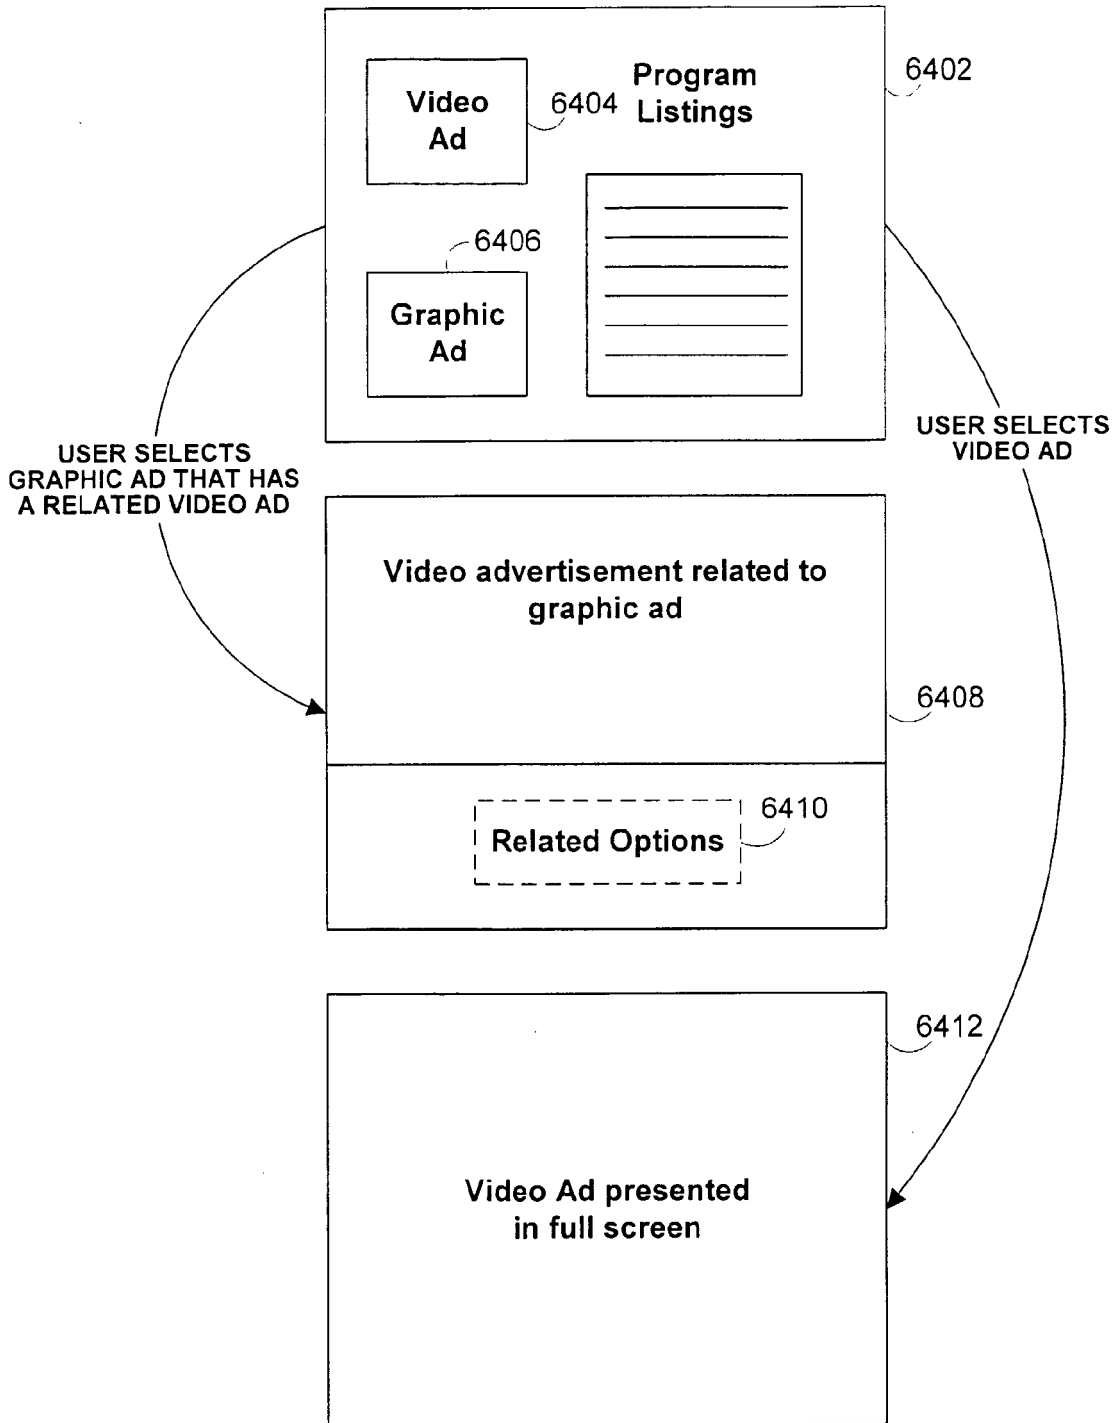 6402
Program
Listings
Video
Ad
6404
6406
Graphic
Ad
USER SELECTS
GRAPHIC AD THAT HAS
A RELATED VIDEO AD
USER SELECTS
VIDEO AD
Video advertisement related to
graphic ad
6408
6410
Related Options
6412
Video Ad presented
in full screen